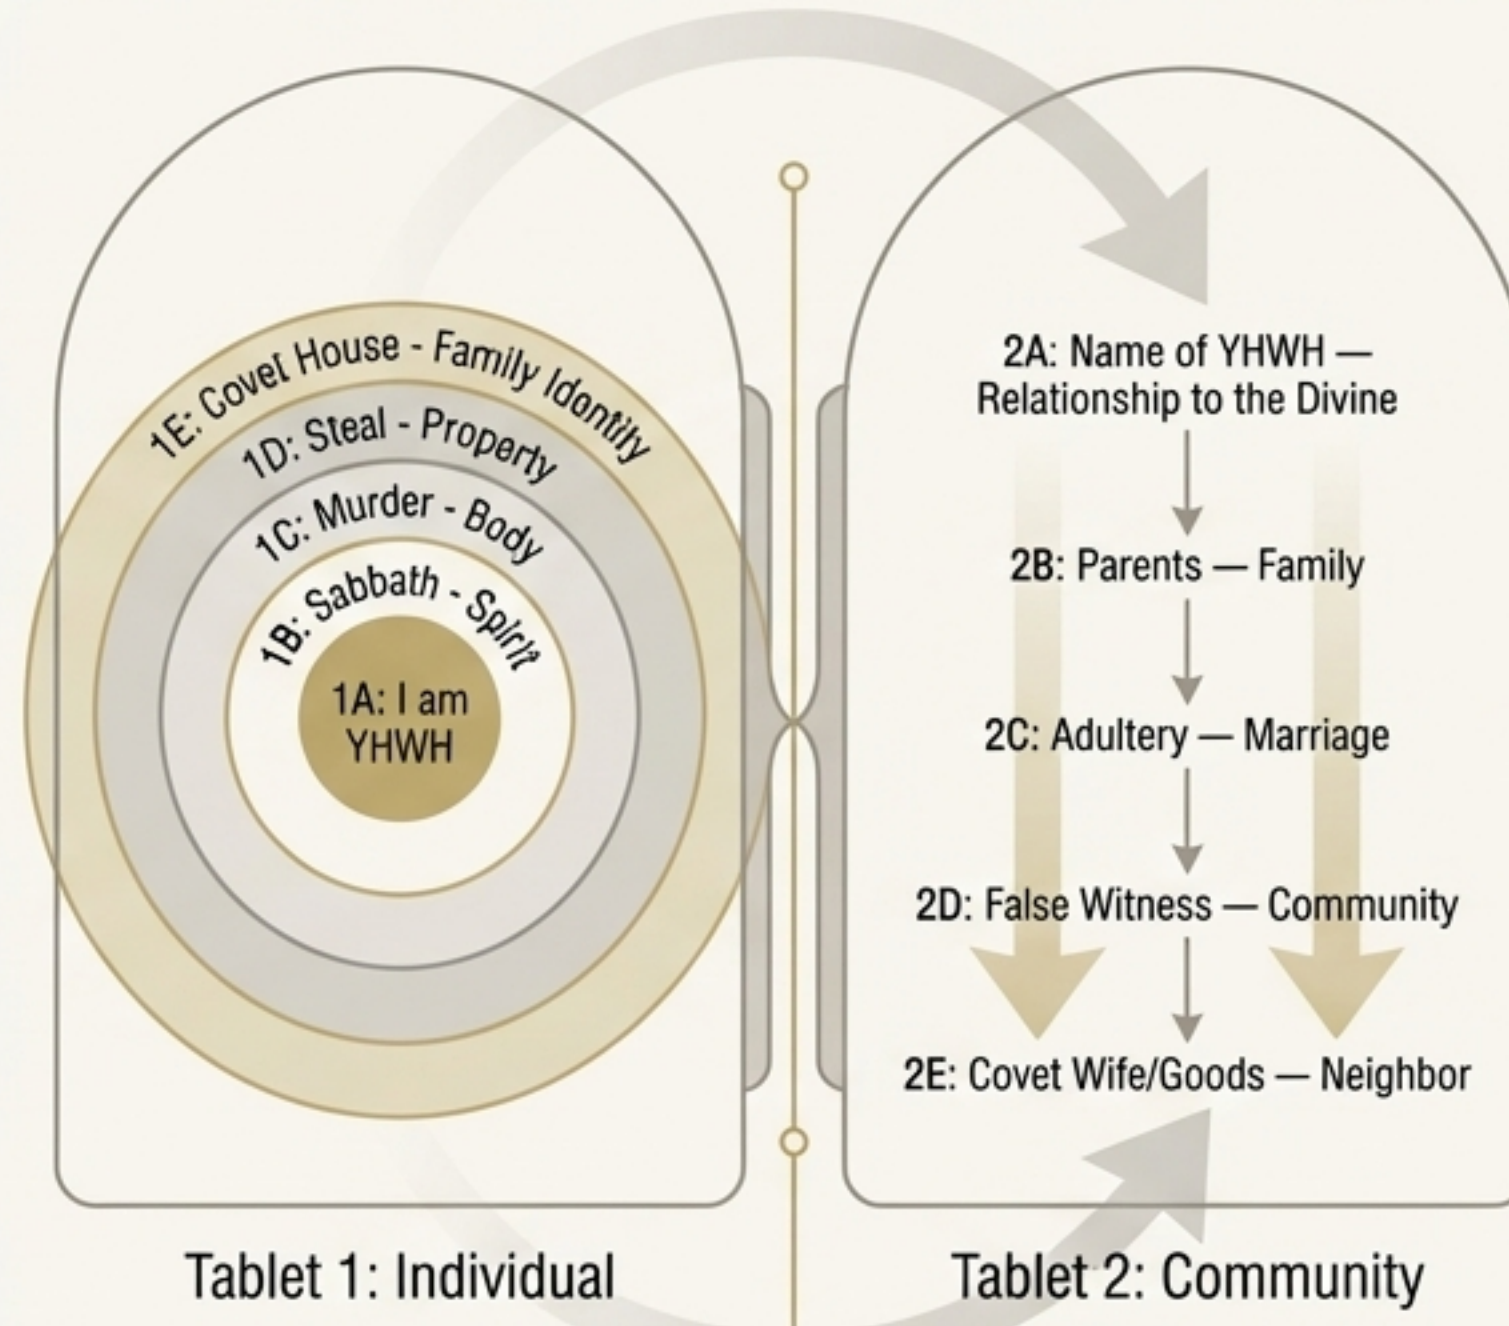 1E: Covet House - Family Identity
1D: Steal - Property
1C: Murder - Body
1B: Sabbath - Spirit
1A: I am
YHWH
2A: Name of YHWH —
Relationship to the Divine
2B: Parents — Family
2C: Adultery — Marriage
2D: False Witness — Community
2E: Covet Wife/Goods — Neighbor
Tablet 1: Individual
Tablet 2: Community